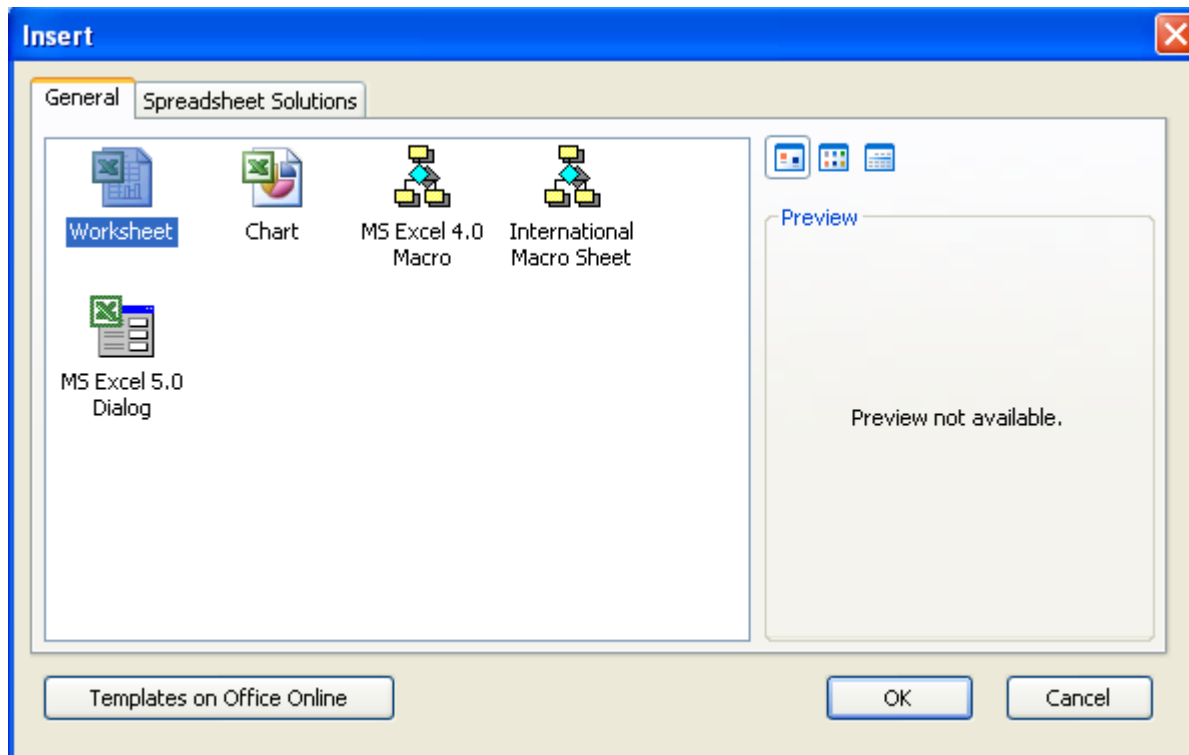 Insert
General Spreadsheet Solutions
Worksheet Chart MS Excel 4.0 Macro International Macro Sheet
MS Excel 5.0 Dialog
Preview
Preview not available.
Templates on Office Online OK Cancel